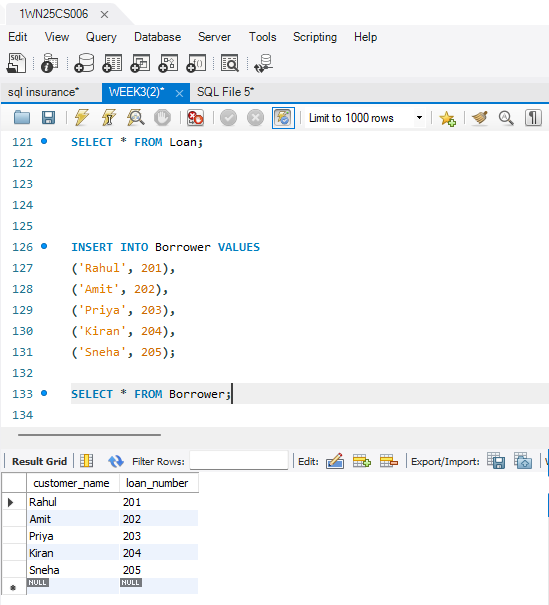 1WN25CS006
Edit View Query Database Server Tools Scripting Help
sql insurance* WEEK3(2)* SQL File 5*
Limit to 1000 rows
121 SELECT * FROM Loan;
122
123
124
125
126 INSERT INTO Borrower VALUES
127 ('Rahul', 201),
128 ('Amit', 202),
129 ('Priya', 203),
130 ('Kiran', 204),
131 ('Sneha', 205);
132
133 SELECT * FROM Borrower;
134
Result Grid Filter Rows: Edit: Export/Import:
customer_name loan_number
Rahul 201
Amit 202
Priya 203
Kiran 204
Sneha 205
NULL NULL